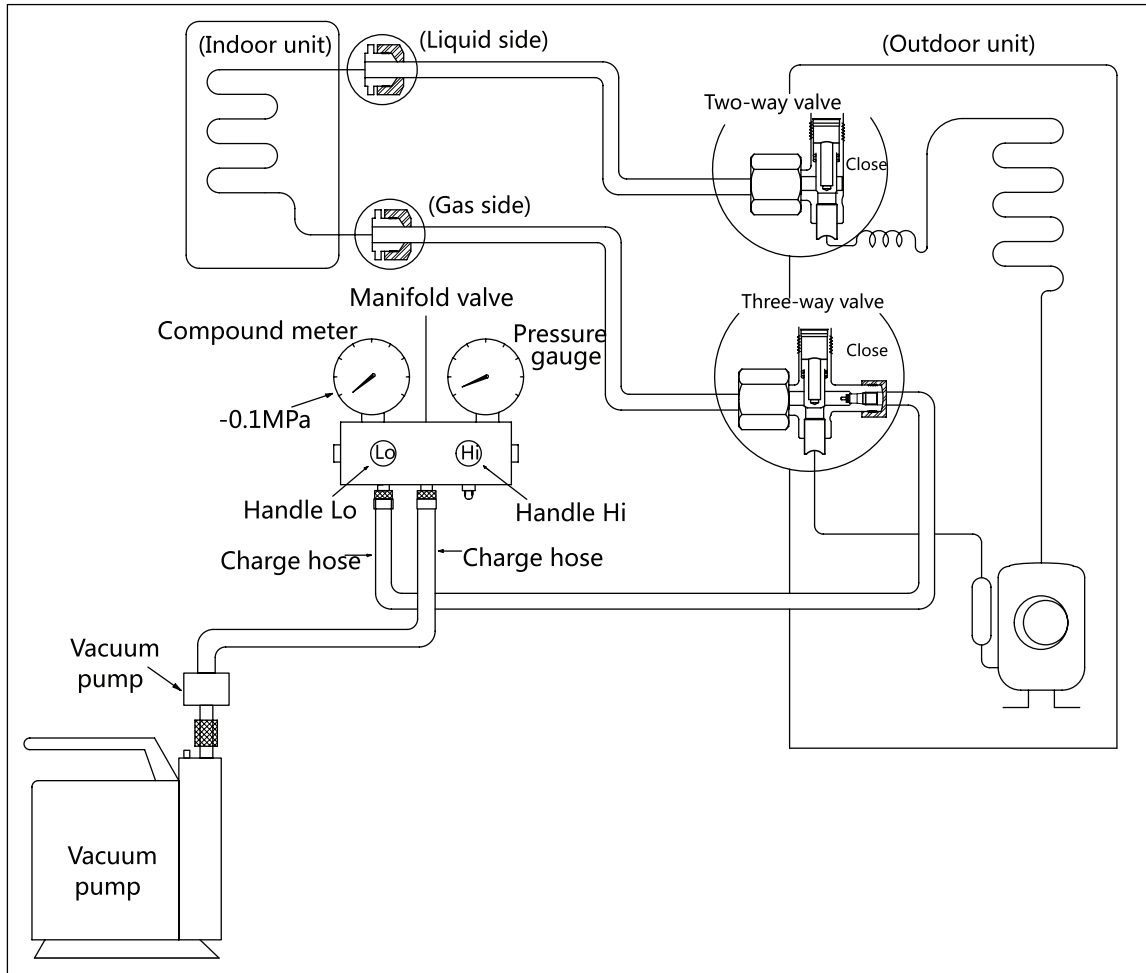 (Indoor unit)
(Liquid side)
(Outdoor unit)
Two-way valve
Close
(Gas side)
Manifold valve
Three-way valve
Compound meter
Pressure
gauge
Close
-0.1MPa
Lo
Hi
Handle Lo
Handle Hi
Charge hose
Charge hose
Vacuum
pump
Vacuum
pump